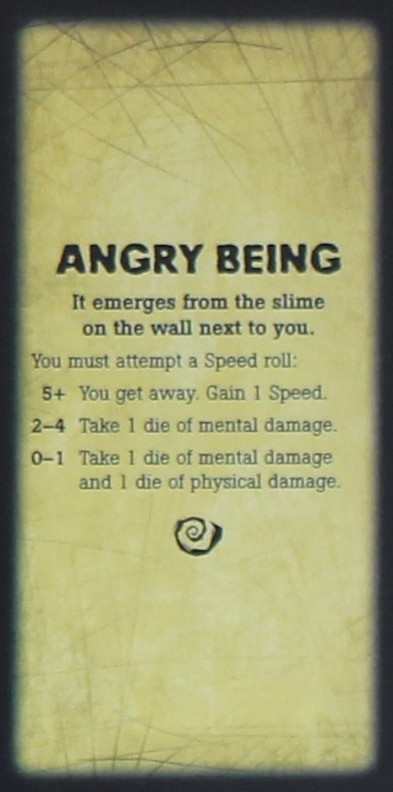 ANGRY BEING
It emerges from the slime
on the wall next to you.
You must attempt a Speed roll:
5+ You get away. Gain 1 Speed.
2–4 Take 1 die of mental damage.
0–1 Take 1 die of mental damage
and 1 die of physical damage.